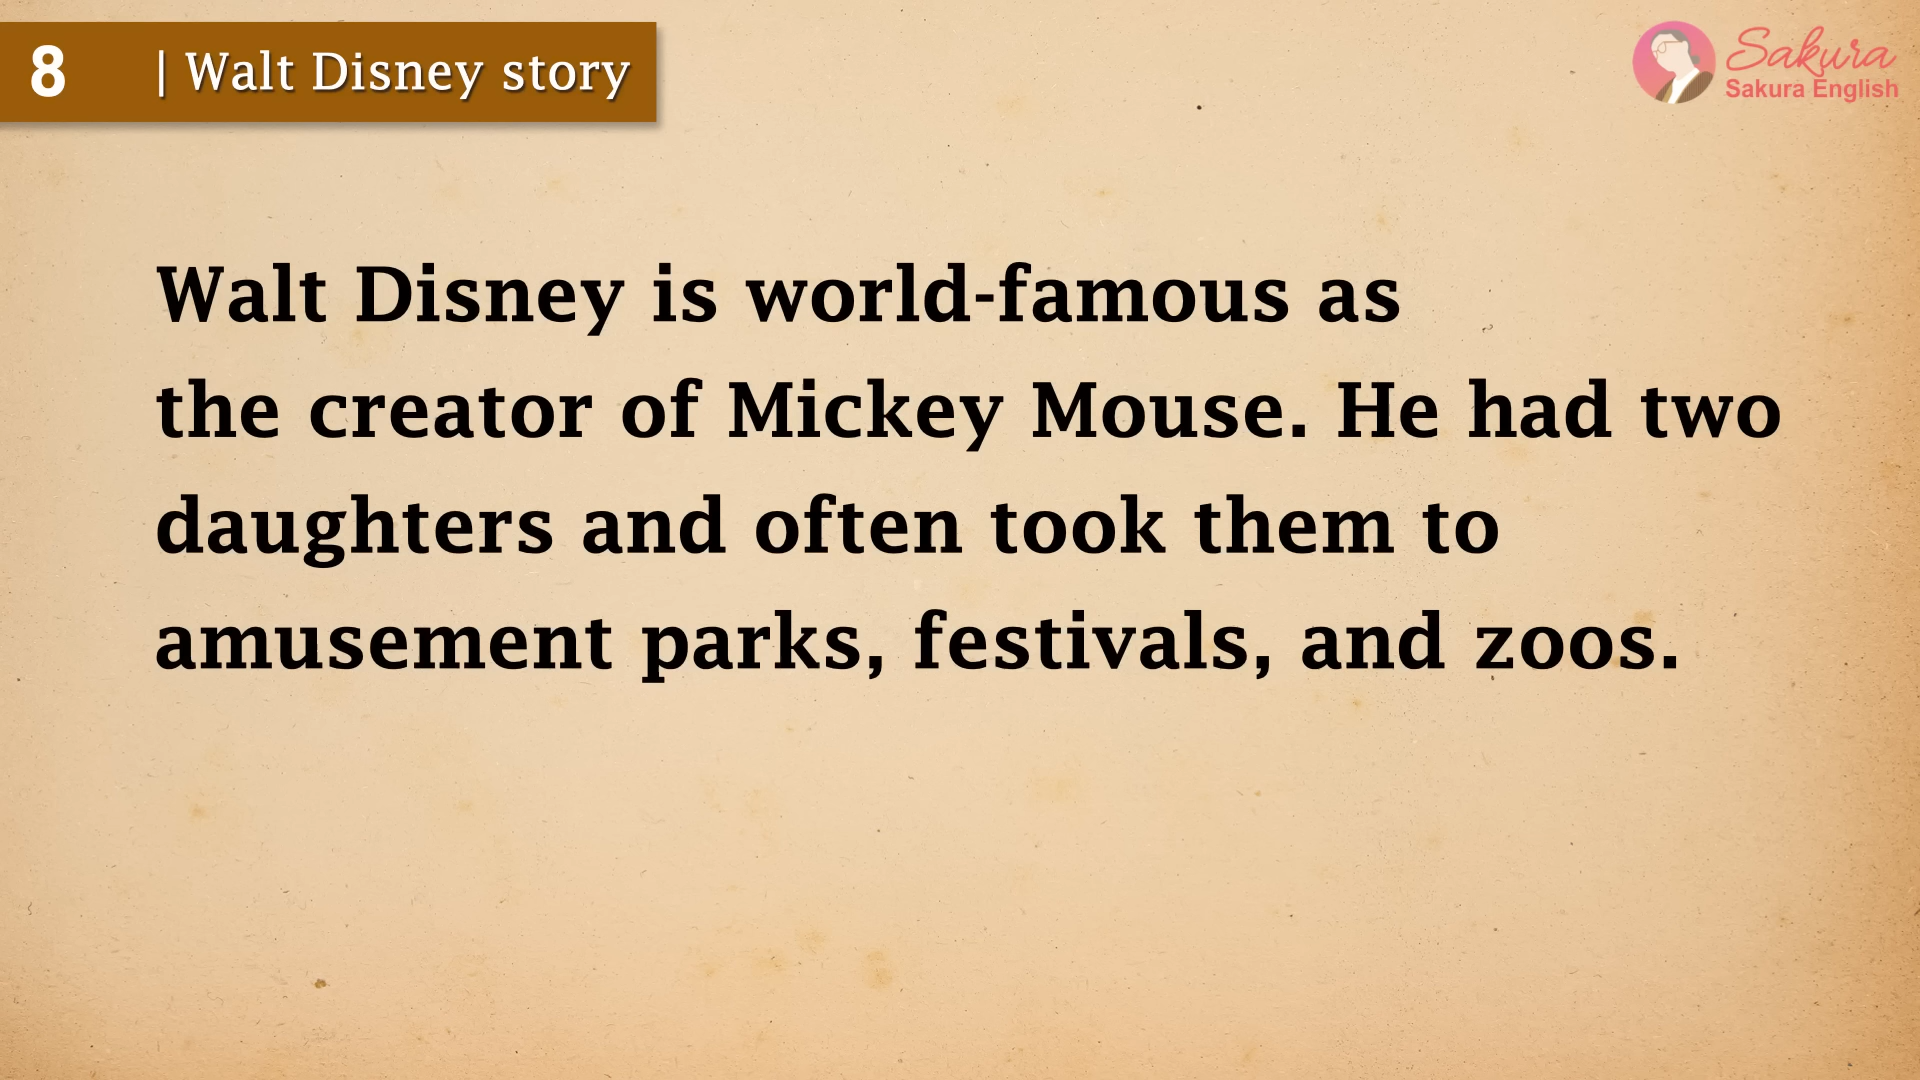 8 | Walt Disney story
Sakura
Sakura English
Walt Disney is world-famous as
the creator of Mickey Mouse. He had two
daughters and often took them to
amusement parks, festivals, and zoos.